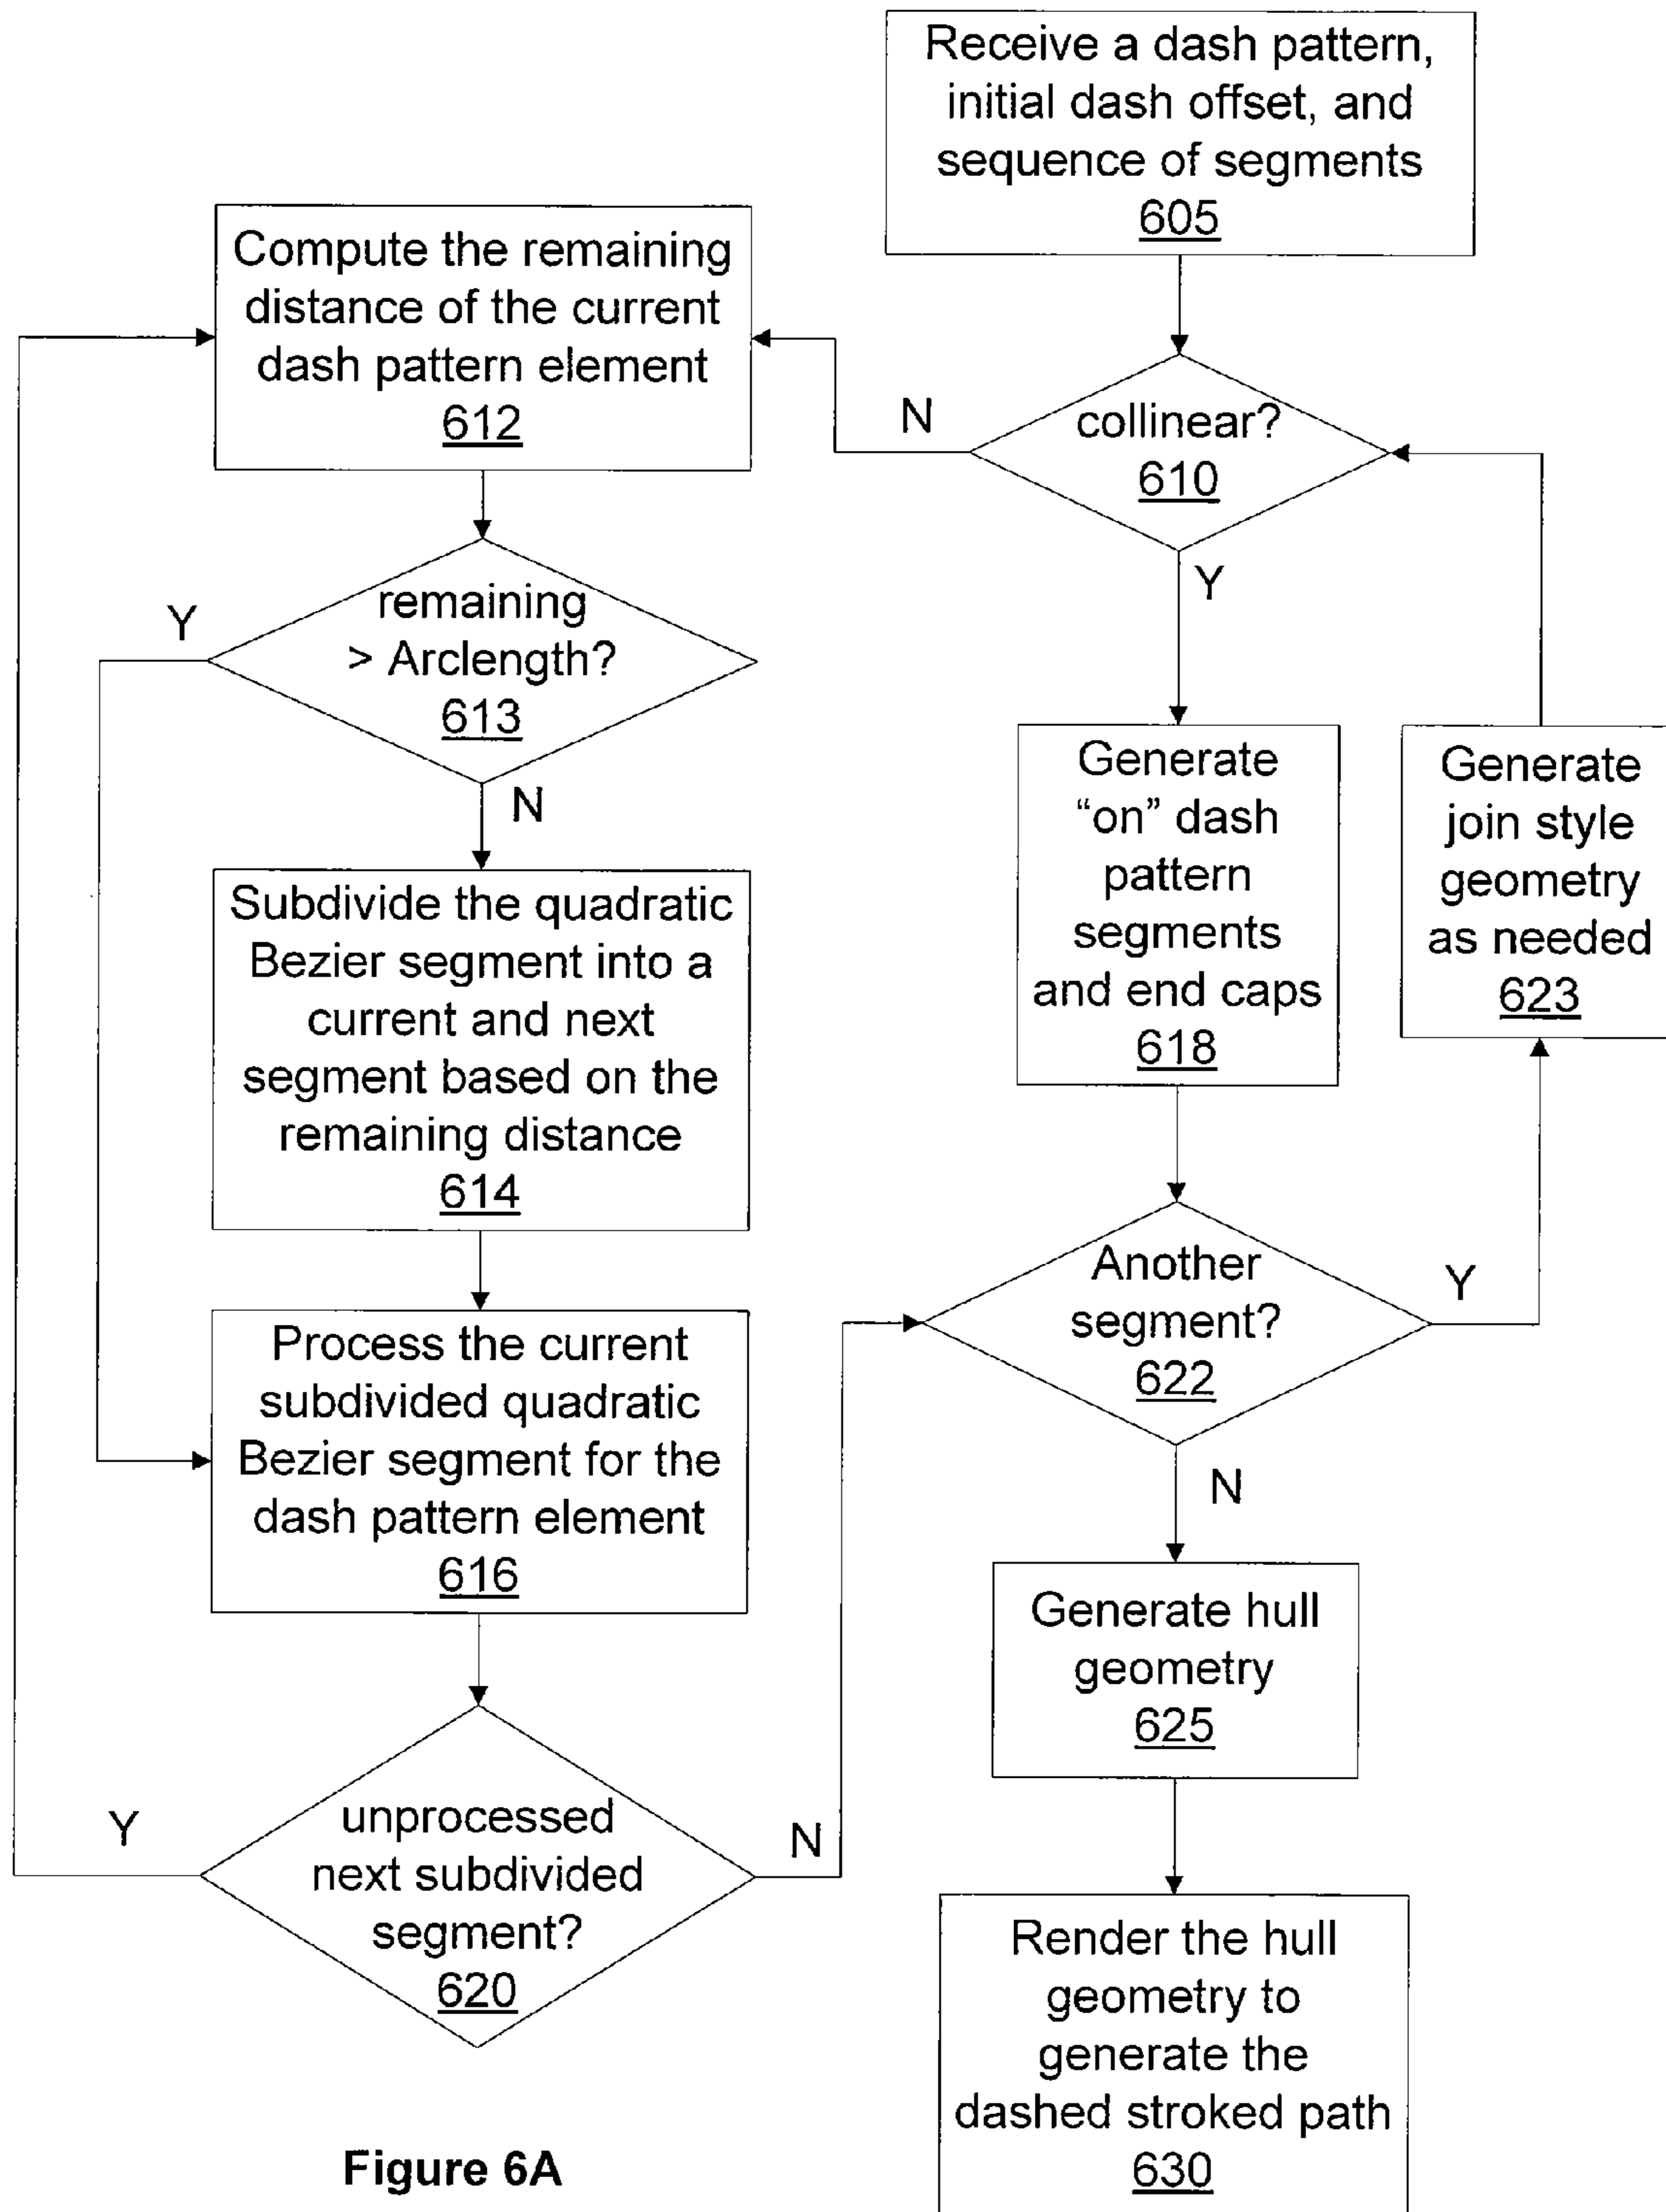 Receive a dash pattern,
initial dash offset, and
sequence of segments
605
collinear?
610
N
Y
Compute the remaining
distance of the current
dash pattern element
612
remaining
> Arclength?
613
Y
N
Subdivide the quadratic
Bezier segment into a
current and next
segment based on the
remaining distance
614
Process the current
subdivided quadratic
Bezier segment for the
dash pattern element
616
unprocessed
next subdivided
segment?
620
Y
N
Generate
“on” dash
pattern
segments
and end caps
618
Generate
join style
geometry
as needed
623
Another
segment?
622
Y
N
Generate hull
geometry
625
Render the hull
geometry to
generate the
dashed stroked path
630
Figure 6A